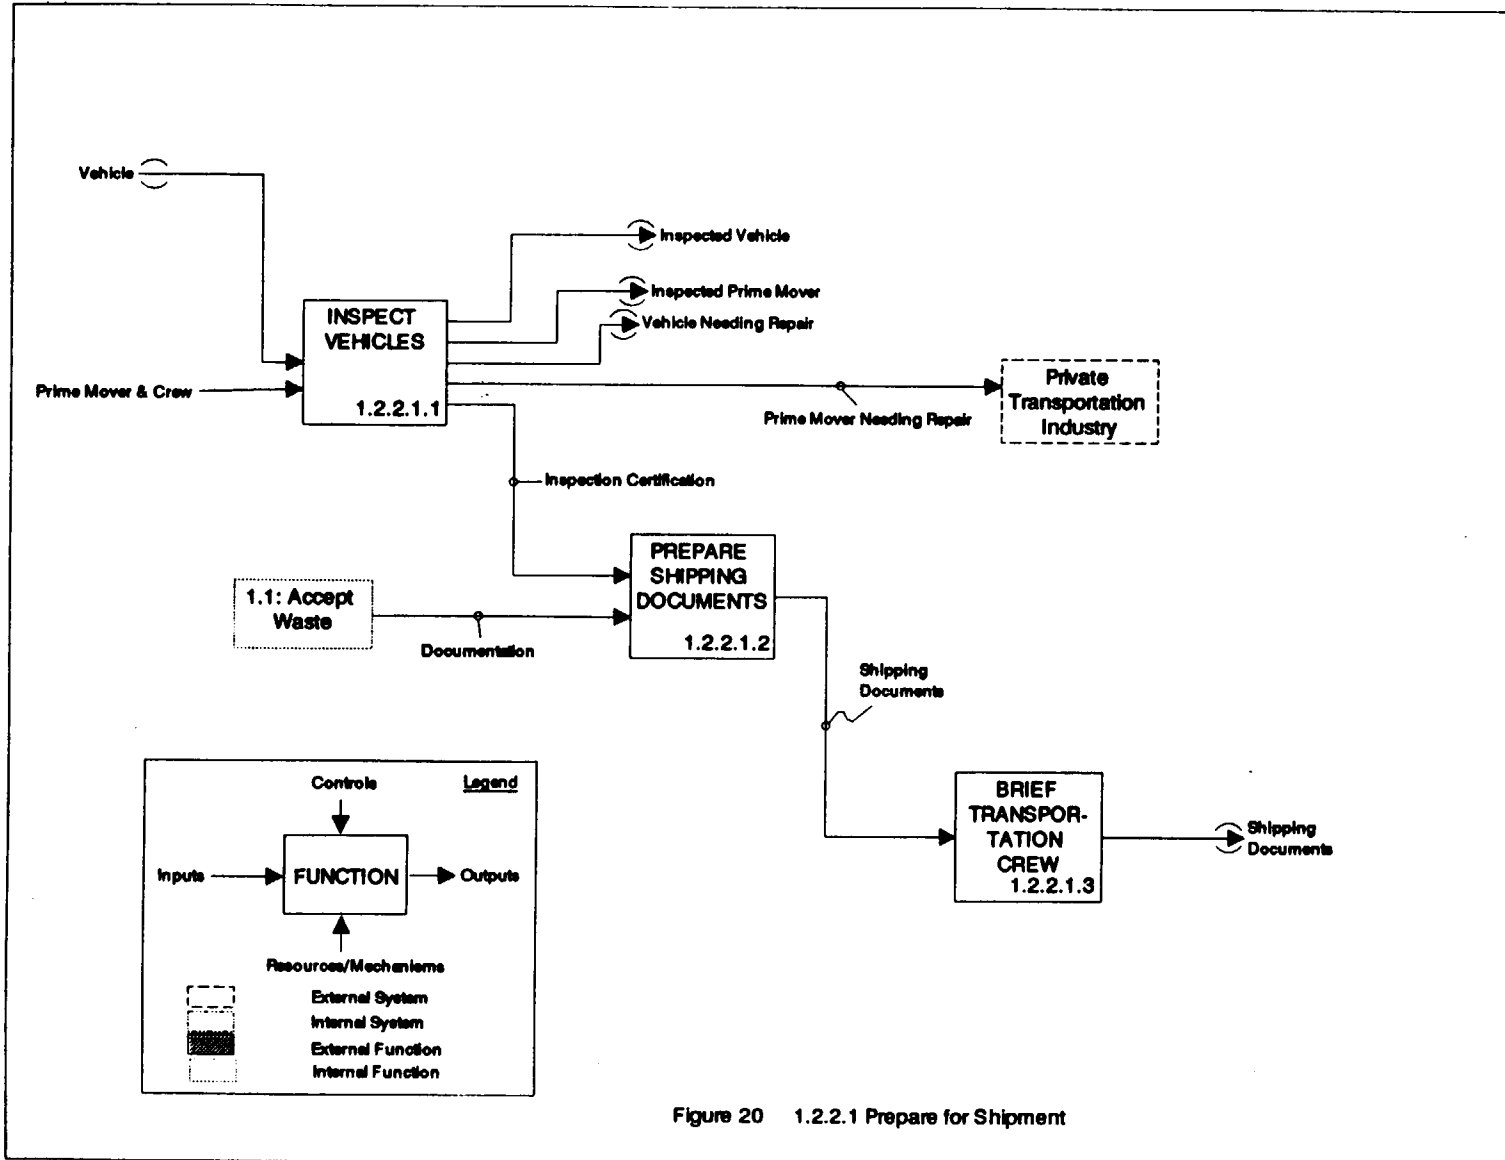 Vehicle
Inspected Vehicle
Inspected Prime Mover
Vehicle Needing Repair
INSPECT
VEHICLES
1.2.2.1.1
Prime Mover & Crew
Private
Transportation
Industry
Prime Mover Needing Repair
Inspection Certification
PREPARE
SHIPPING
DOCUMENTS
1.2.2.1.2
1.1: Accept
Waste
Documentation
Shipping
Documents
BRIEF
TRANSPOR-
TATION
CREW
1.2.2.1.3
Shipping
Documents
Legend
Controls
Inputs
FUNCTION
Outputs
Resources/Mechanisms
External System
Internal System
External Function
Internal Function
Figure 20 1.2.2.1 Prepare for Shipment